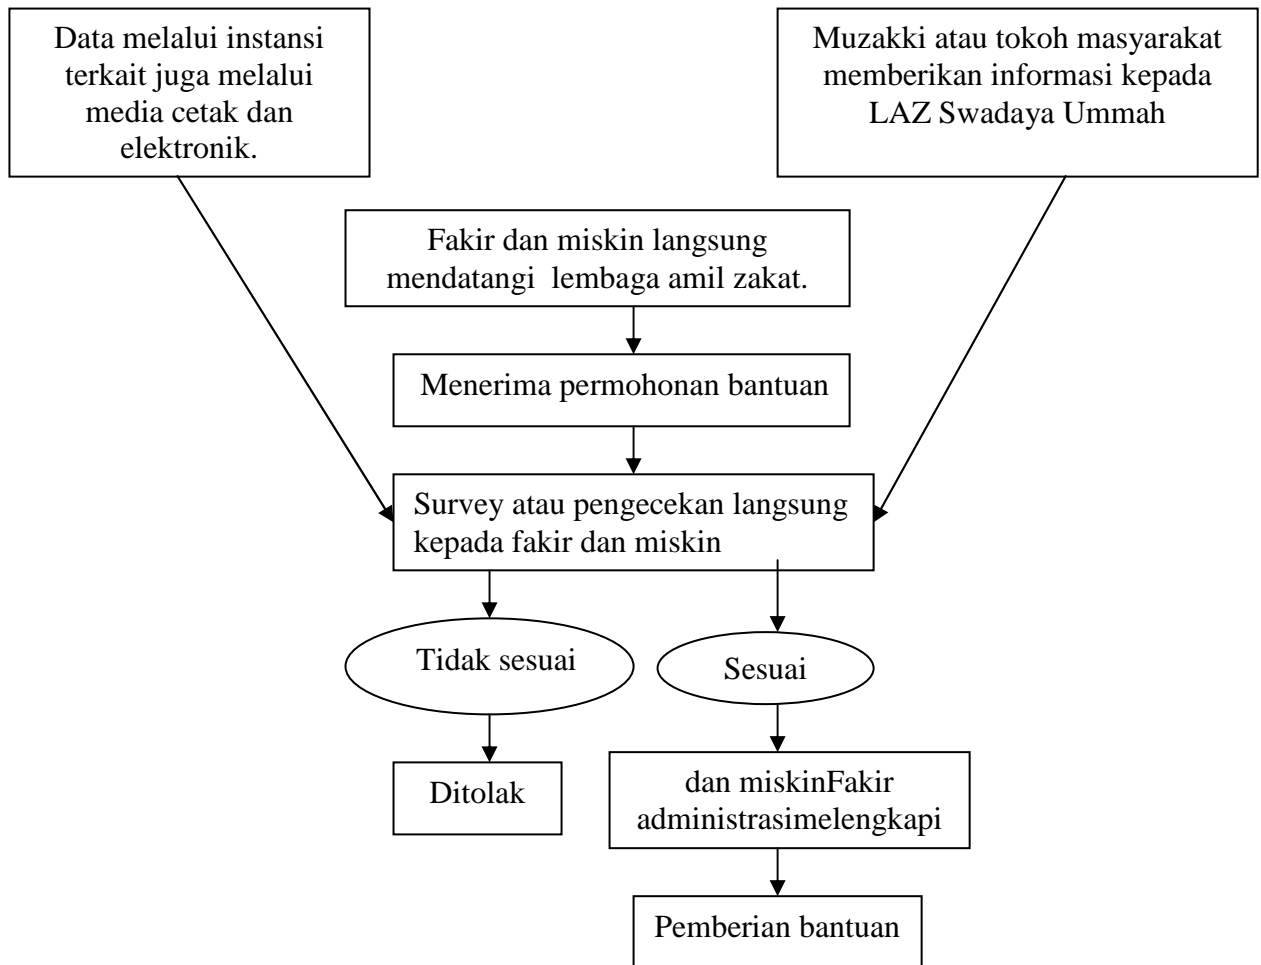 Data melalui instansi
terkait juga melalui
media cetak dan
elektronik.
Muzakki atau tokoh masyarakat
memberikan informasi kepada
LAZ Swadaya Ummah
Fakir dan miskin langsung
mendatangi  lembaga amil zakat.
Menerima permohonan bantuan
Survey atau pengecekan langsung
kepada fakir dan miskin
Tidak sesuai
Sesuai
Ditolak
dan miskinFakir
administrasimelengkapi
Pemberian bantuan